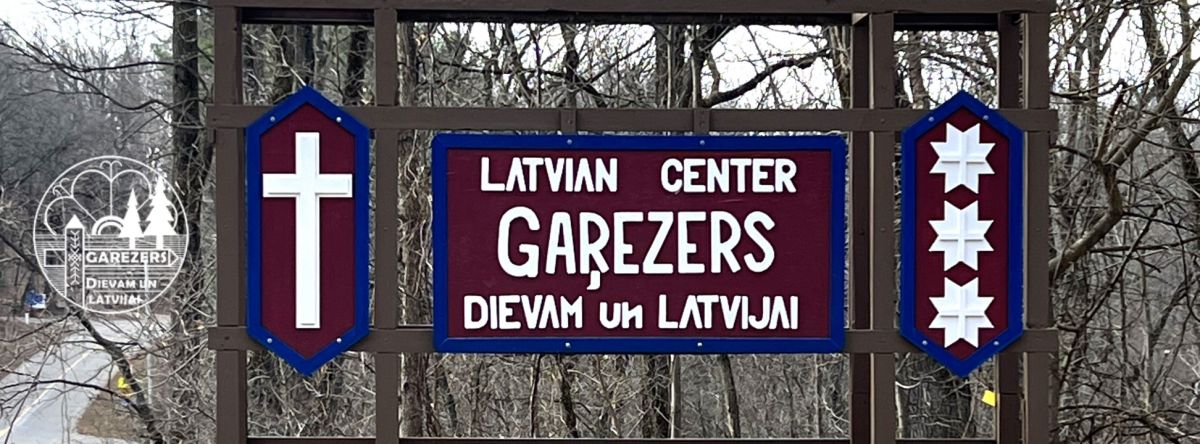 LATVIAN CENTER
GAŖEZERS
DIEVAM un LATVIJAI
GAŖEZERS
DIEVAM UN
LATVIJAI